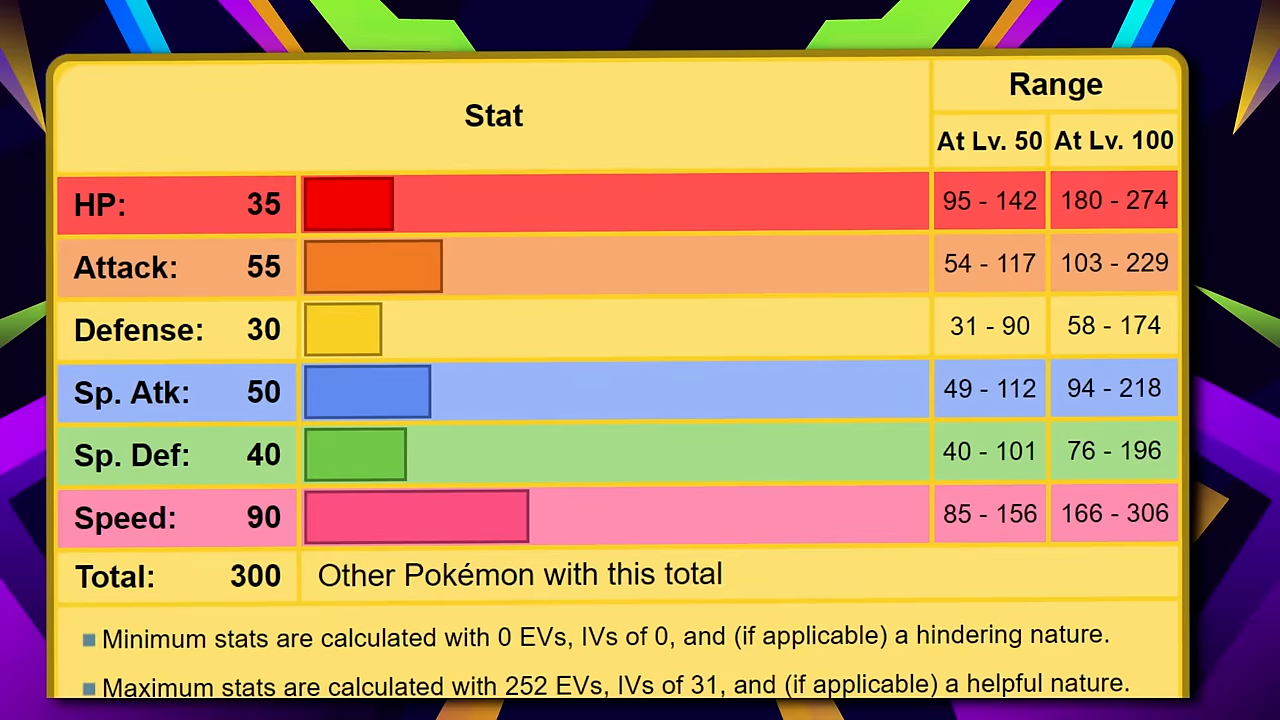 Stat Range
At Lv. 50 At Lv. 100
HP: 35 95 - 142 180 - 274
Attack: 55 54 - 117 103 - 229
Defense: 30 31 - 90 58 - 174
Sp. Atk: 50 49 - 112 94 - 218
Sp. Def: 40 40 - 101 76 - 196
Speed: 90 85 - 156 166 - 306
Total: 300 Other Pokémon with this total
Minimum stats are calculated with 0 EVs, IVs of 0, and (if applicable) a hindering nature.
Maximum stats are calculated with 252 EVs, IVs of 31, and (if applicable) a helpful nature.